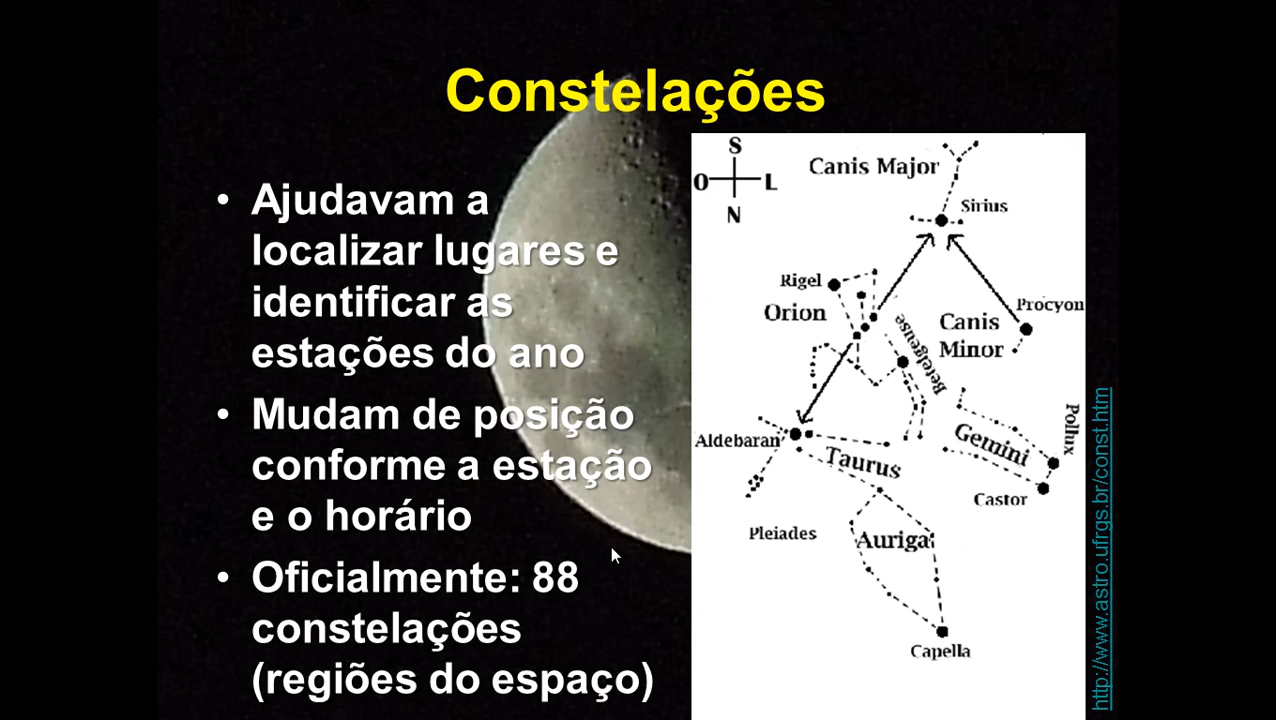 Constelações
• Ajudavam a
localizar lugares e
identificar as
estações do ano
• Mudam de posição
conforme a estação
e o horário
• Oficialmente: 88
constelações
(regiões do espaço)
S
O L
N
Canis Major
Sirius
Rigel
Orion
Betelgeuse
Procyon
Canis
Minor
Aldebaran
Taurus
Gemini
Pollux
Castor
Pleiades
Auriga
Capella
http://www.astro.ufrgs.br/const.htm